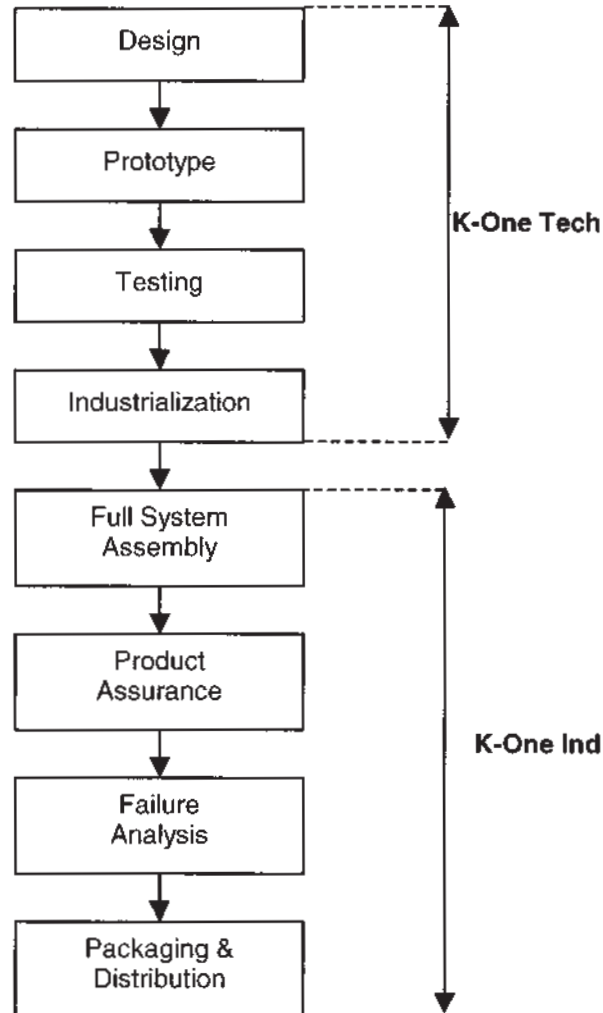 Design
Prototype
Testing
Industrialization
K-One Tech
Full System
Assembly
Product
Assurance
Failure
Analysis
Packaging &
Distribution
K-One Ind